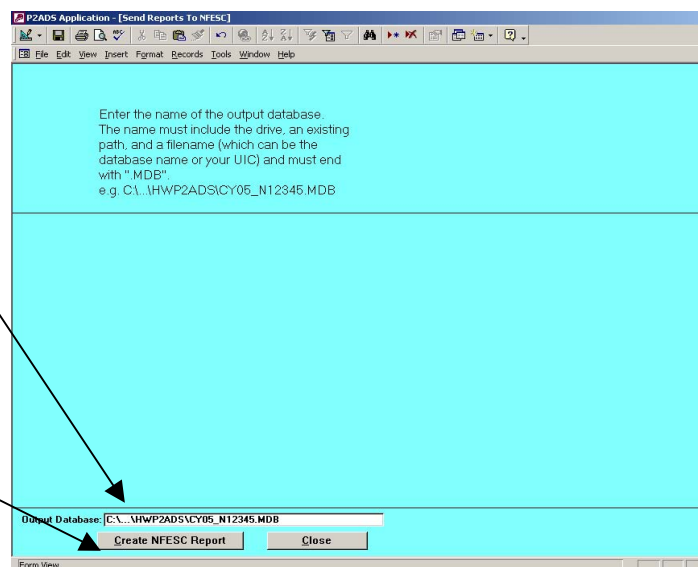 P2ADS Application - [Send Reports To NFESC]
File Edit View Insert Format Records Tools Window Help
Enter the name of the output database.
The name must include the drive, an existing
path, and a filename (which can be the
database name or your UIC) and must end
with ".MDB".
e.g. C:\...\HWP2ADS\CY05_N12345.MDB
Output Database: C:\...\HWP2ADS\CY05_N12345.MDB
Create NFESC Report Close
Form View